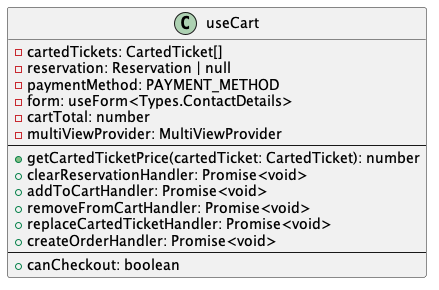 C useCart
cartedTickets: CartedTicket[]
reservation: Reservation | null
paymentMethod: PAYMENT_METHOD
form: useForm<Types.ContactDetails>
cartTotal: number
multiViewProvider: MultiViewProvider
getCartedTicketPrice(cartedTicket: CartedTicket): number
clearReservationHandler: Promise<void>
addToCartHandler: Promise<void>
removeFromCartHandler: Promise<void>
replaceCartedTicketHandler: Promise<void>
createOrderHandler: Promise<void>
canCheckout: boolean